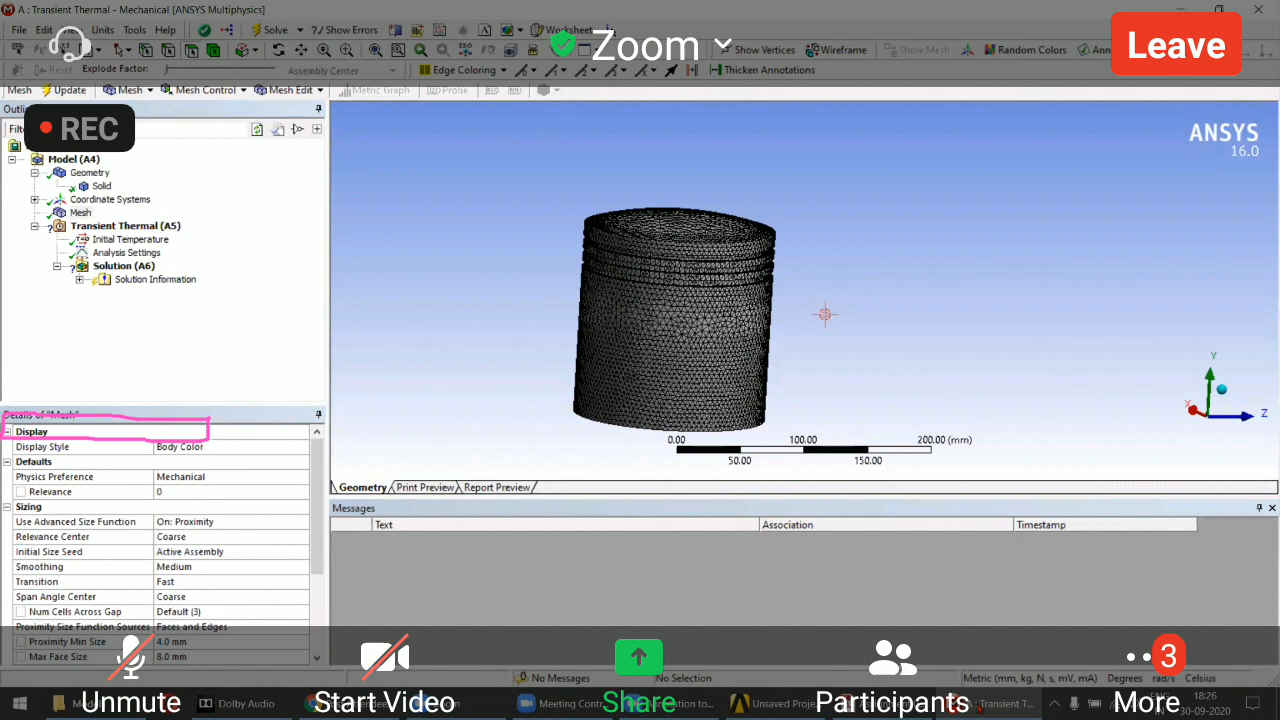 A : Transient Thermal - Mechanical [ANSYS Multiphysics]
File Edit Units Tools Help Solve ?/ Show Errors Worksheet
Zoom
Leave
Show Vertices Wireframe Show Mesh Random Colors
Reset Explode Factor: Assembly Center Edge Coloring Thicken Annotations
Mesh Update Mesh Mesh Control Mesh Edit Metric Graph Probe
REC
Model (A4)
Geometry
Solid
Coordinate Systems
Mesh
Transient Thermal (A5)
Initial Temperature
Analysis Settings
Solution (A6)
Solution Information
ANSYS
16.0
Y
X
Z
0.00 100.00 200.00 (mm)
50.00 150.00
Geometry Print Preview Report Preview
Details of "Mesh"
Display
Display Style Body Color
Defaults
Physics Preference Mechanical
Relevance 0
Sizing
Use Advanced Size Function On: Proximity
Relevance Center Coarse
Initial Size Seed Active Assembly
Smoothing Medium
Transition Fast
Span Angle Center Coarse
Num Cells Across Gap Default (3)
Proximity Size Function Sources Faces and Edges
Proximity Min Size 4.0 mm
Max Face Size 8.0 mm
Messages
Text Association Timestamp
No Messages No Selection Metric (mm, kg, N, s, mV, mA) Degrees rad/s Celsius
3
Unmute Start Video Share Participants More
Dolby Audio
A : Transient T...
ENG
18:26
30-09-2020